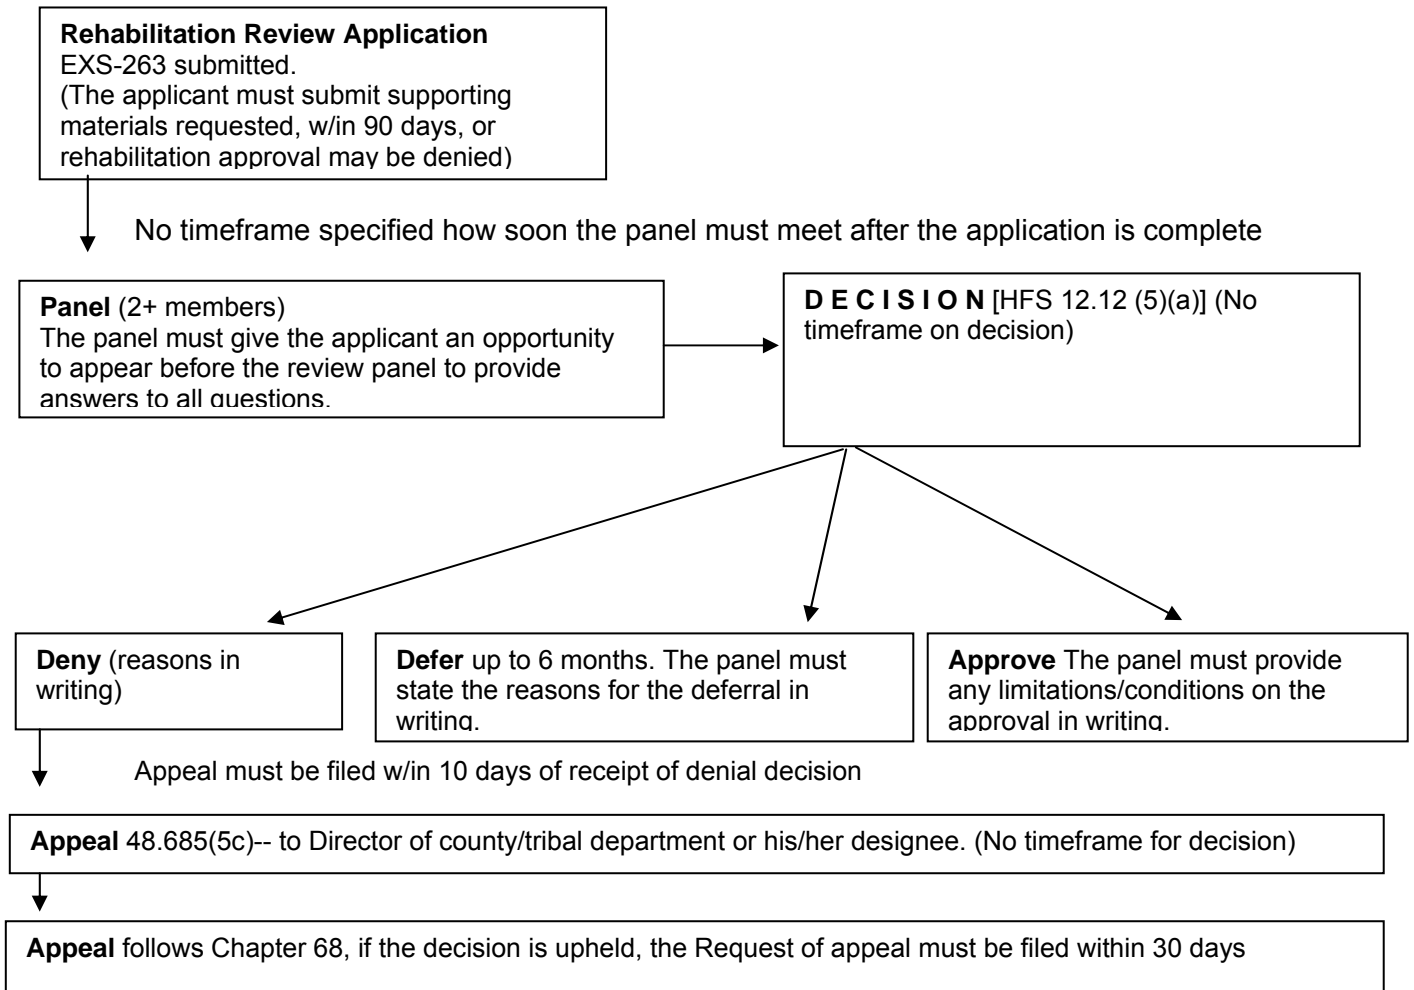 Rehabilitation Review Application
EXS-263 submitted.
(The applicant must submit supporting
materials requested, w/in 90 days, or
rehabilitation approval may be denied)
No timeframe specified how soon the panel must meet after the application is complete
Panel (2+ members)
The panel must give the applicant an opportunity
to appear before the review panel to provide
answers to all questions.
D E C I S I O N [HFS 12.12 (5)(a)] (No
timeframe on decision)
Deny (reasons in
writing)
Defer up to 6 months. The panel must
state the reasons for the deferral in
writing.
Approve The panel must provide
any limitations/conditions on the
approval in writing.
Appeal must be filed w/in 10 days of receipt of denial decision
Appeal 48.685(5c)-- to Director of county/tribal department or his/her designee. (No timeframe for decision)
Appeal follows Chapter 68, if the decision is upheld, the Request of appeal must be filed within 30 days